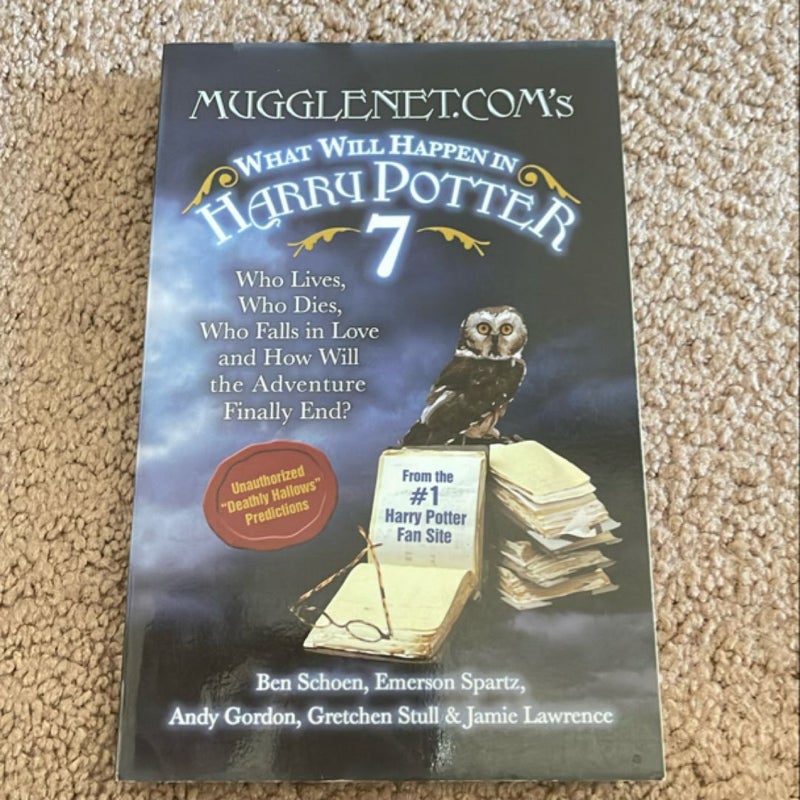 MUGGLENET.COM's
WHAT WILL HAPPEN IN
HARRY POTTER
7
Who Lives,
Who Dies,
Who Falls in Love
and How Will
the Adventure
Finally End?
Unauthorized
"Deathly Hallows"
Predictions
From the
#1
Harry Potter
Fan Site
Ben Schoen, Emerson Spartz,
Andy Gordon, Gretchen Stull & Jamie Lawrence